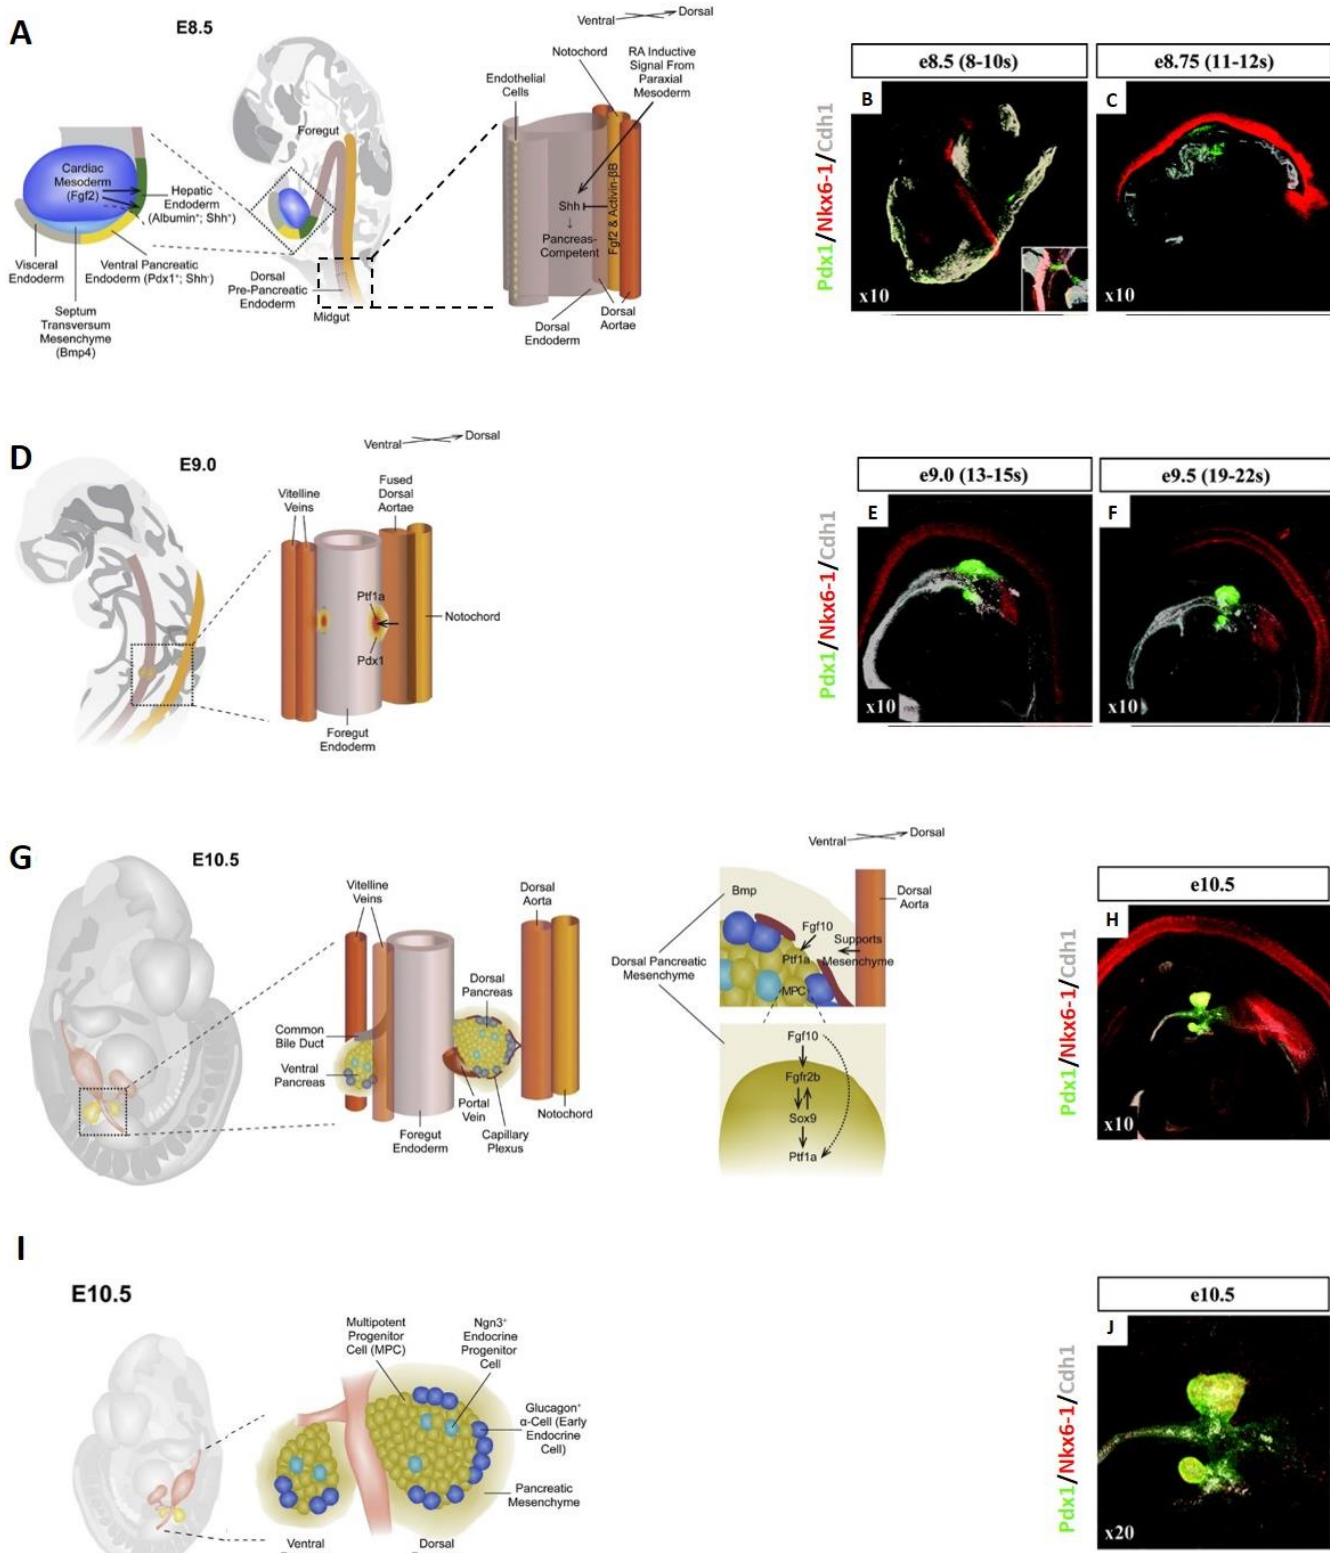 A
E8.5
Ventral
Dorsal
Foregut
Cardiac
Mesoderm
(Fgf2)
Hepatic
Endoderm
(Albumin⁺; Shh⁺)
Visceral
Endoderm
Ventral Pancreatic
Endoderm (Pdx1⁺; Shh⁻)
Septum
Transversum
Mesenchyme
(Bmp4)
Dorsal
Pre-Pancreatic
Endoderm
Midgut
Endothelial
Cells
Notochord
RA Inductive
Signal From
Paraxial
Mesoderm
Shh
Pancreas-
Competent
Fgf2 & Activin-βB
Dorsal
Endoderm
Dorsal
Aortae
Pdx1/Nkx6-1/Cdh1
e8.5 (8-10s)
B
x10
e8.75 (11-12s)
C
x10
D
E9.0
Ventral
Dorsal
Vitelline
Veins
Fused
Dorsal
Aortae
Ptf1a
Pdx1
Notochord
Foregut
Endoderm
Pdx1/Nkx6-1/Cdh1
e9.0 (13-15s)
E
x10
e9.5 (19-22s)
F
x10
G
E10.5
Ventral
Dorsal
Vitelline
Veins
Dorsal
Aorta
Dorsal
Pancreas
Common
Bile Duct
Ventral
Pancreas
Foregut
Endoderm
Portal
Vein
Capillary
Plexus
Notochord
Dorsal Pancreatic
Mesenchyme
Bmp
Fgf10
Ptf1a
MPC
Supports
Mesenchyme
Dorsal
Aorta
Fgf10
Fgfr2b
Sox9
Ptf1a
Pdx1/Nkx6-1/Cdh1
e10.5
H
x10
I
E10.5
Multipotent
Progenitor
Cell (MPC)
Ngn3⁺
Endocrine
Progenitor
Cell
Glucagon⁺
α-Cell (Early
Endocrine
Cell)
Pancreatic
Mesenchyme
Ventral
Dorsal
Pdx1/Nkx6-1/Cdh1
e10.5
J
x20